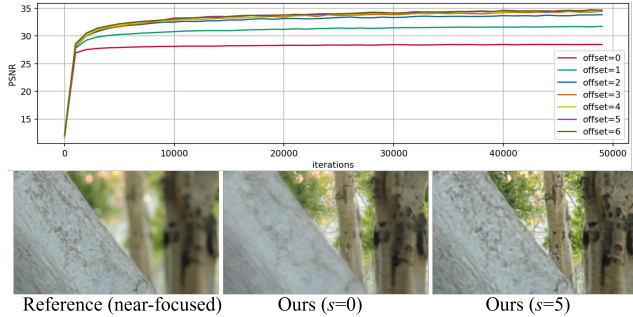 35
30
25
20
15
PSNR
0
10000
20000
30000
40000
50000
iterations
offset=0
offset=1
offset=2
offset=3
offset=4
offset=5
offset=6
Reference (near-focused)
Ours (s=0)
Ours (s=5)